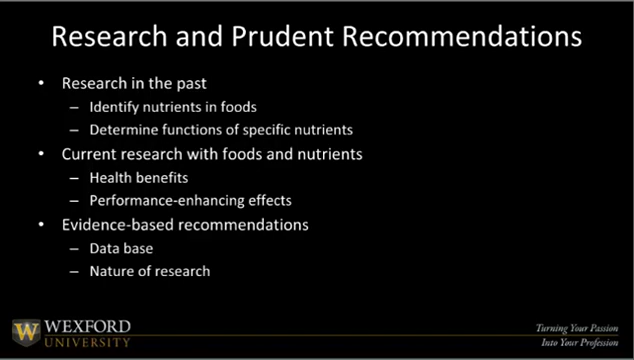 Research and Prudent Recommendations
• Research in the past
– Identify nutrients in foods
– Determine functions of specific nutrients
• Current research with foods and nutrients
– Health benefits
– Performance-enhancing effects
• Evidence-based recommendations
– Data base
– Nature of research
W WEXFORD
UNIVERSITY
Turning Your Passion
Into Your Profession